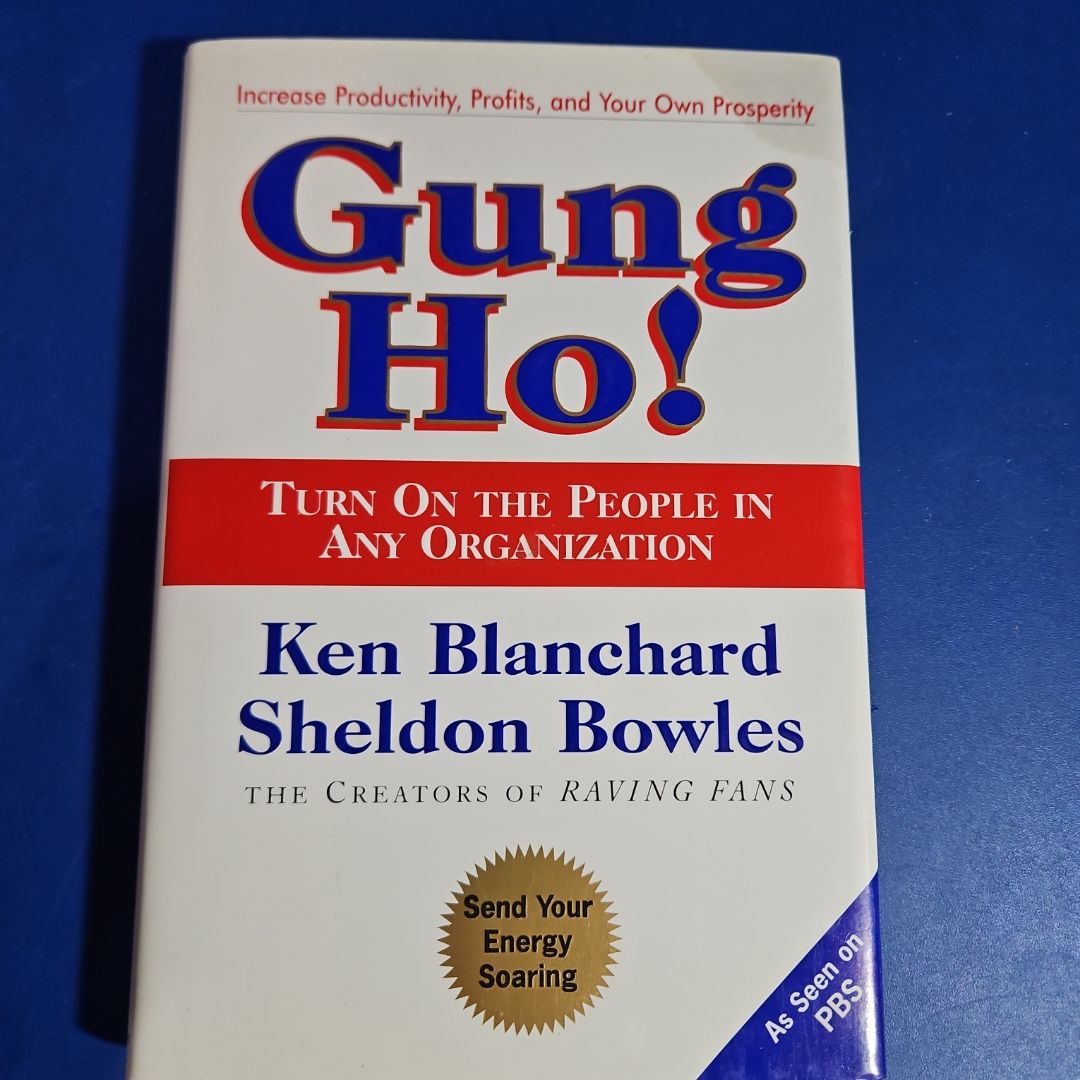 Increase Productivity, Profits, and Your Own Prosperity
Gung
Ho!
TURN ON THE PEOPLE IN
ANY ORGANIZATION
Ken Blanchard
Sheldon Bowles
THE CREATORS OF RAVING FANS
Send Your
Energy
Soaring
As Seen on
PBS